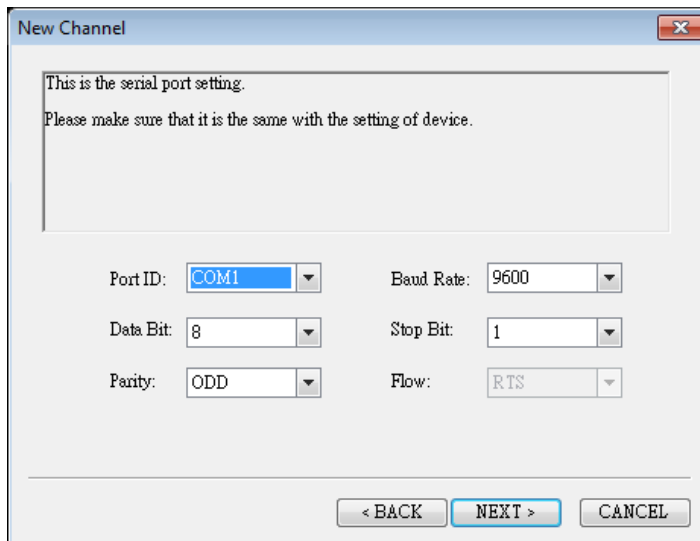 New Channel
This is the serial port setting.
Please make sure that it is the same with the setting of device.
Port ID: COM1 Baud Rate: 9600
Data Bit: 8 Stop Bit: 1
Parity: ODD Flow: RTS
< BACK NEXT > CANCEL